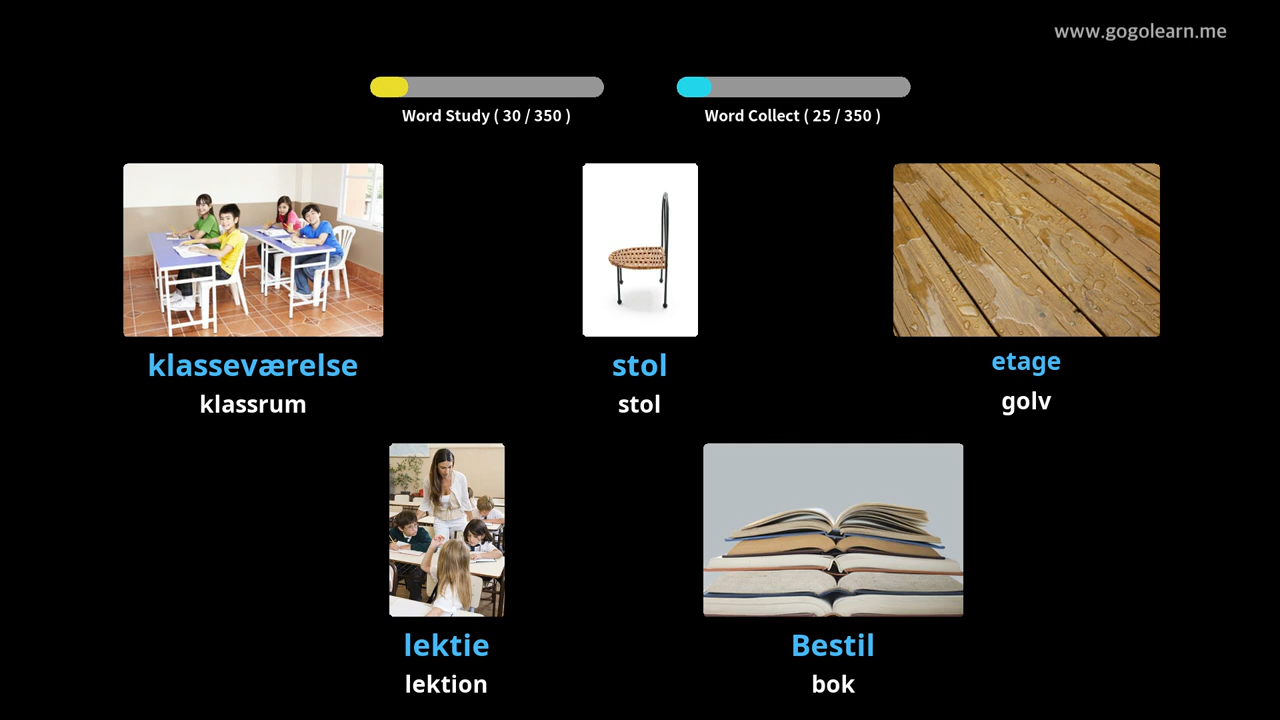 www.gogolearn.me
Word Study ( 30 / 350 )
Word Collect ( 25 / 350 )
klasseværelse
klassrum
stol
stol
etage
golv
lektie
lektion
Bestil
bok